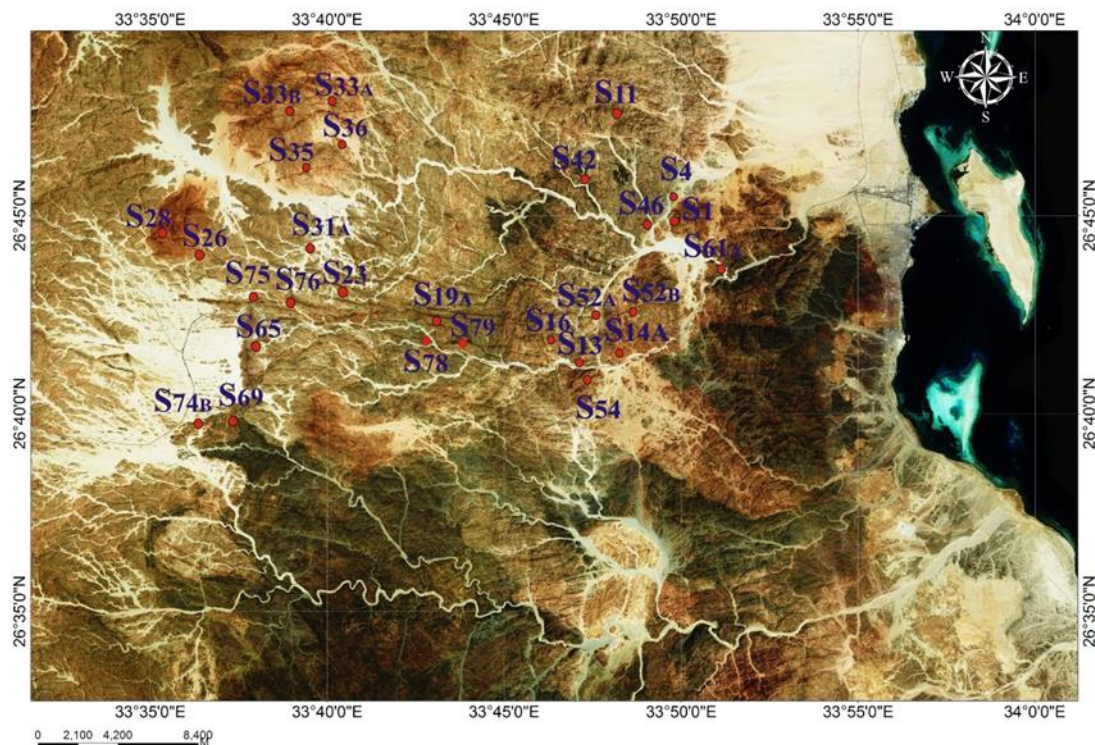 33°35'0"E 33°40'0"E 33°45'0"E 33°50'0"E 33°55'0"E 34°0'0"E
N
W E
S
S33B S33A
S11
S36
S35
S42
S4
26°45'0"N 26°45'0"N
S46 S1
S28
S26
S31A
S61A
S75 S76 S23
S19A S52A S52B
S65
S79 S16 S14A
S78 S13
S74B S69
S54
26°40'0"N 26°40'0"N
26°35'0"N 26°35'0"N
33°35'0"E 33°40'0"E 33°45'0"E 33°50'0"E 33°55'0"E 34°0'0"E
0 2,100 4,200 8,400
M